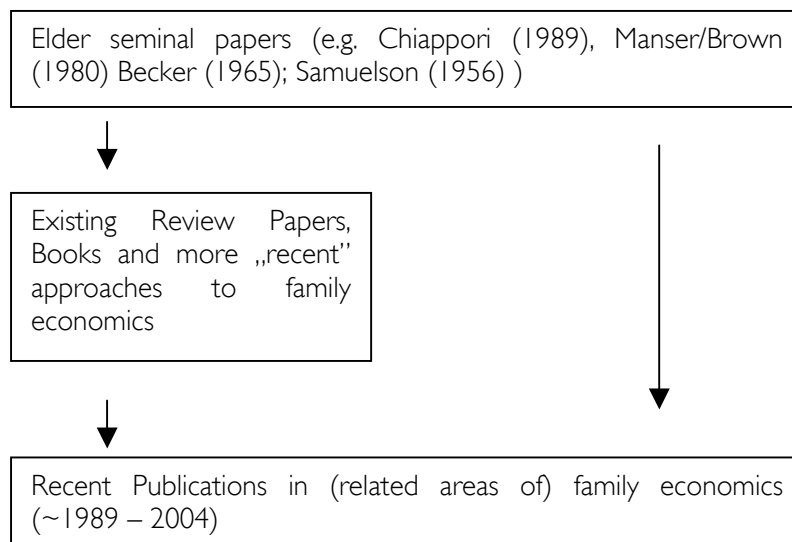 Elder seminal papers (e.g. Chiappori (1989), Manser/Brown
(1980) Becker (1965); Samuelson (1956) )
Existing Review Papers,
Books and more „recent” 
approaches to family
economics
Recent Publications in (related areas of) family economics
(~1989 – 2004)